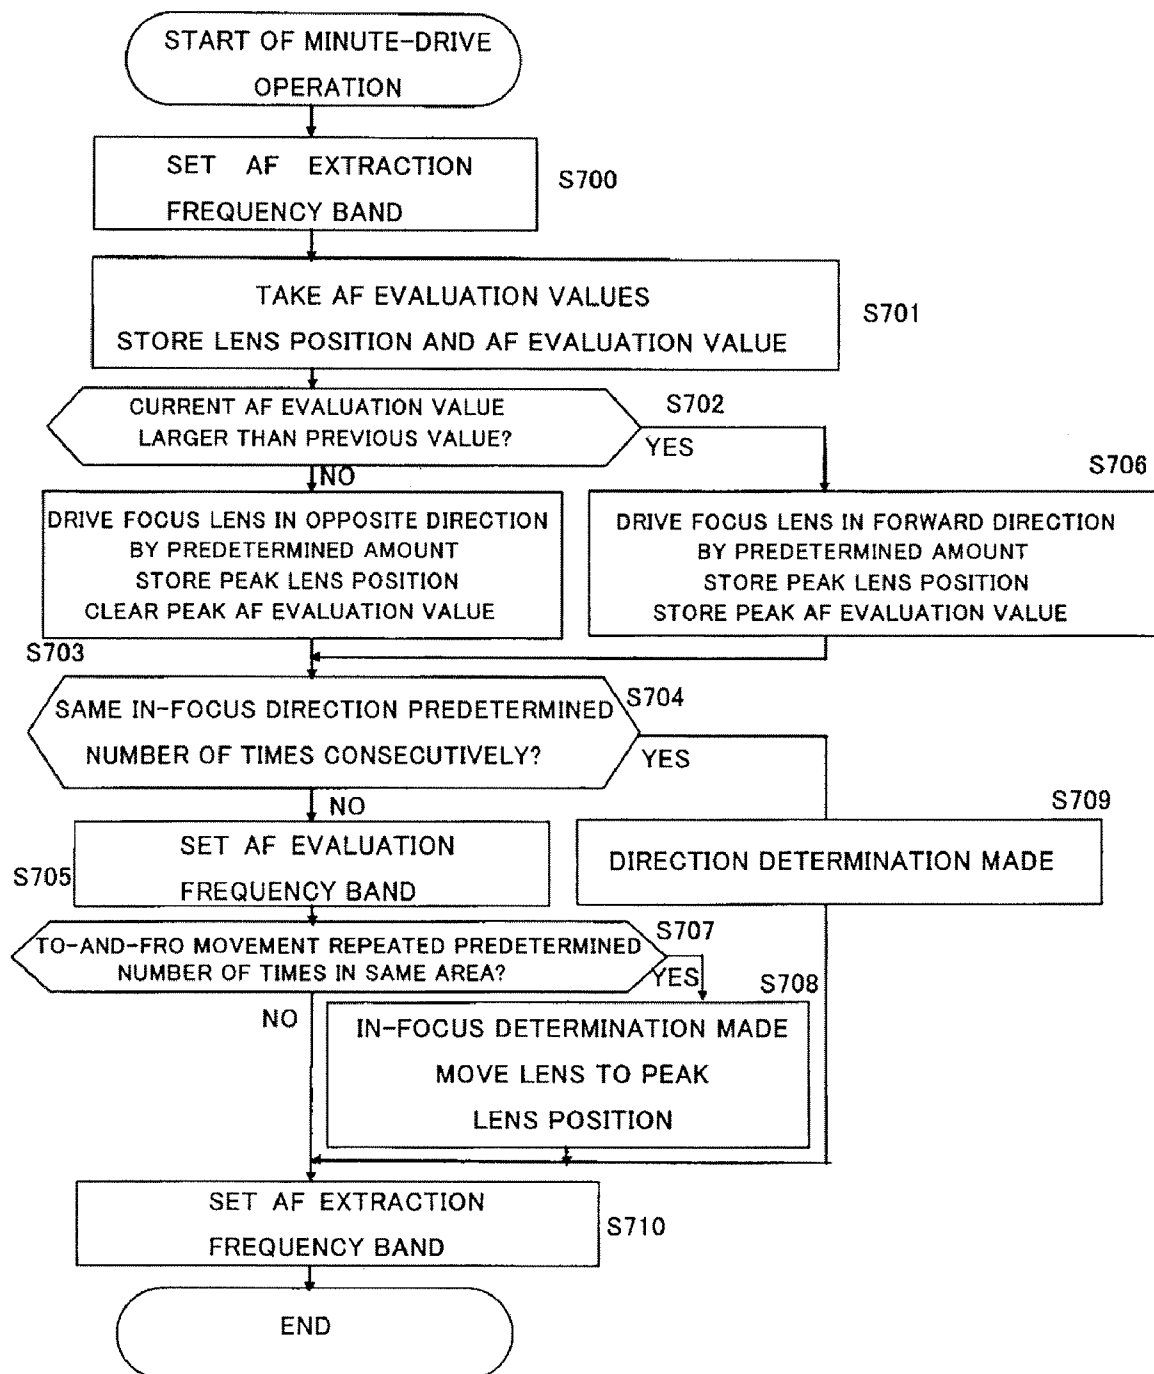 START OF MINUTE-DRIVE
OPERATION
SET AF EXTRACTION
FREQUENCY BAND
S700
TAKE AF EVALUATION VALUES
STORE LENS POSITION AND AF EVALUATION VALUE
S701
CURRENT AF EVALUATION VALUE
LARGER THAN PREVIOUS VALUE?
S702
YES
NO
S706
DRIVE FOCUS LENS IN OPPOSITE DIRECTION
BY PREDETERMINED AMOUNT
STORE PEAK LENS POSITION
CLEAR PEAK AF EVALUATION VALUE
S703
DRIVE FOCUS LENS IN FORWARD DIRECTION
BY PREDETERMINED AMOUNT
STORE PEAK LENS POSITION
STORE PEAK AF EVALUATION VALUE
SAME IN-FOCUS DIRECTION PREDETERMINED
NUMBER OF TIMES CONSECUTIVELY?
S704
YES
NO
S709
SET AF EVALUATION
FREQUENCY BAND
S705
DIRECTION DETERMINATION MADE
TO-AND-FRO MOVEMENT REPEATED PREDETERMINED
NUMBER OF TIMES IN SAME AREA?
S707
YES
S708
NO
IN-FOCUS DETERMINATION MADE
MOVE LENS TO PEAK
LENS POSITION
SET AF EXTRACTION
FREQUENCY BAND
S710
END